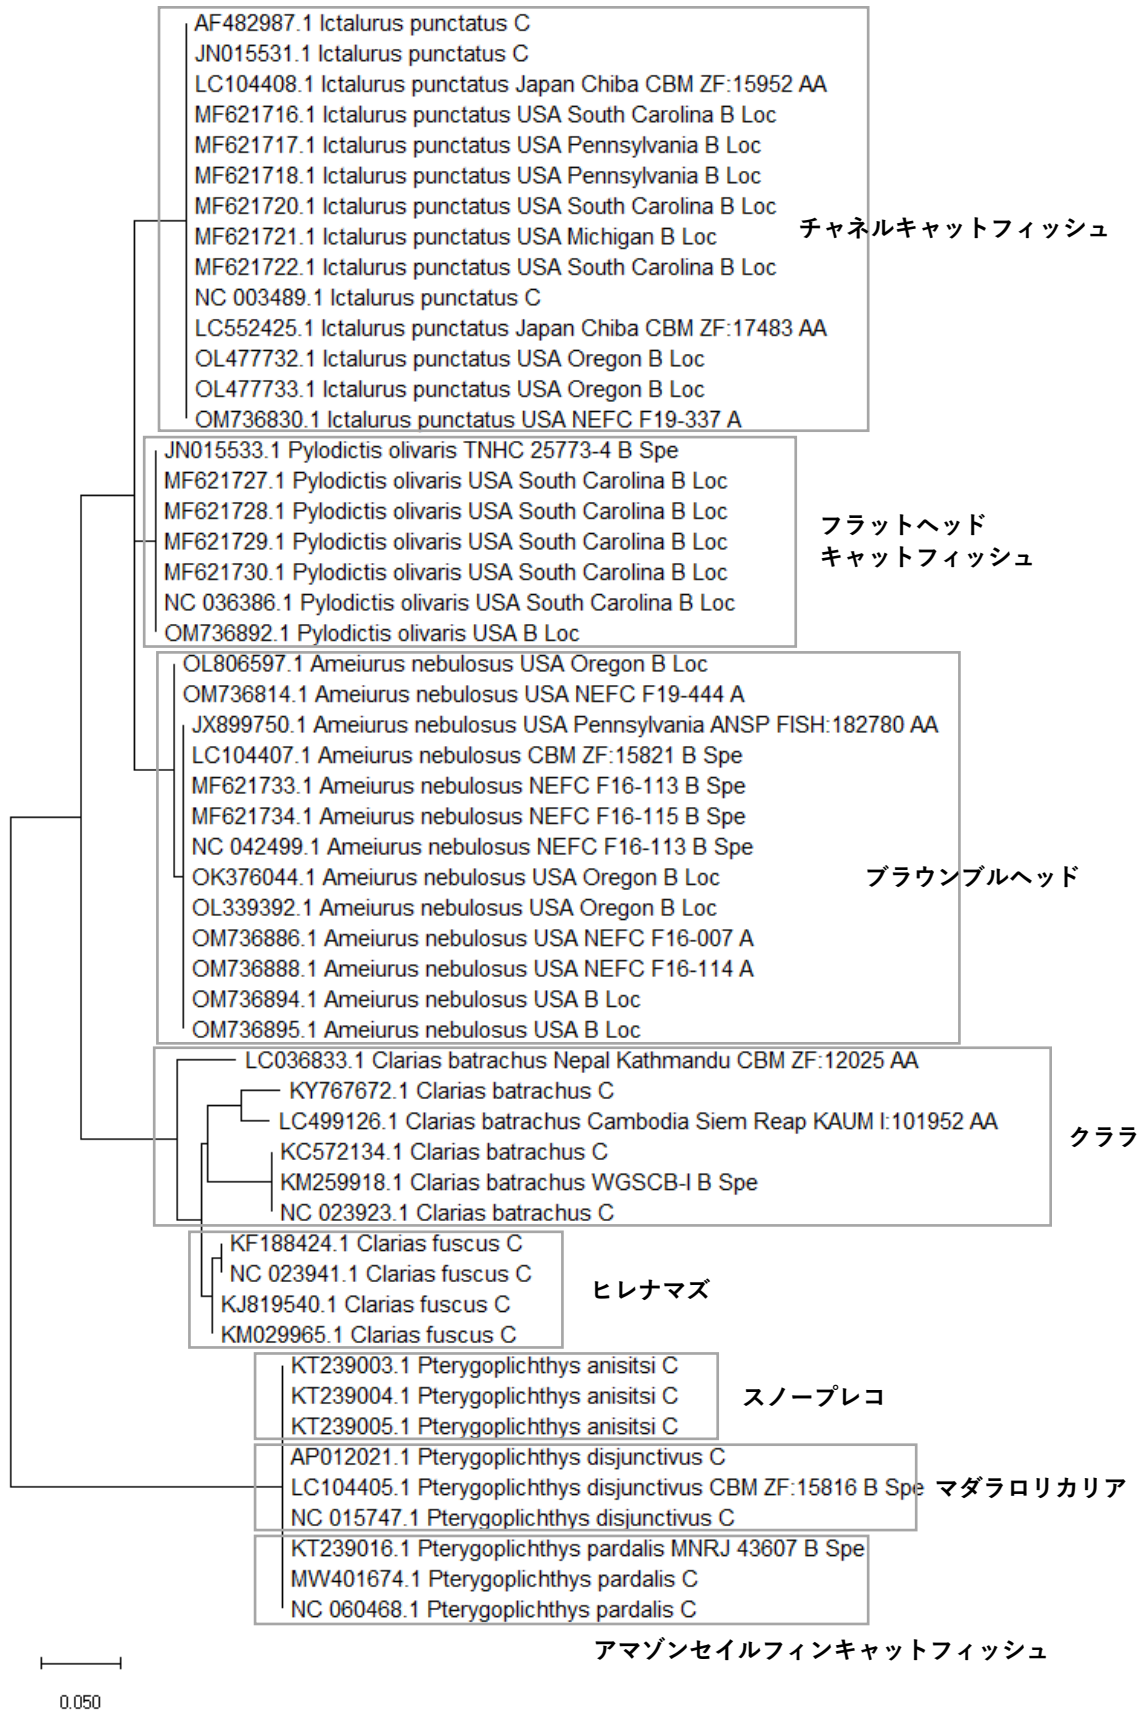 AF482987.1 Ictalurus punctatus C
JN015531.1 Ictalurus punctatus C
LC104408.1 Ictalurus punctatus Japan Chiba CBM ZF:15952 AA
MF621716.1 Ictalurus punctatus USA South Carolina B Loc
MF621717.1 Ictalurus punctatus USA Pennsylvania B Loc
MF621718.1 Ictalurus punctatus USA Pennsylvania B Loc
MF621720.1 Ictalurus punctatus USA South Carolina B Loc
MF621721.1 Ictalurus punctatus USA Michigan B Loc
MF621722.1 Ictalurus punctatus USA South Carolina B Loc
NC 003489.1 Ictalurus punctatus C
LC552425.1 Ictalurus punctatus Japan Chiba CBM ZF:17483 AA
OL477732.1 Ictalurus punctatus USA Oregon B Loc
OL477733.1 Ictalurus punctatus USA Oregon B Loc
OM736830.1 Ictalurus punctatus USA NEFC F19-337 A
チャネルキャットフィッシュ
JN015533.1 Pylodictis olivaris TNHC 25773-4 B Spe
MF621727.1 Pylodictis olivaris USA South Carolina B Loc
MF621728.1 Pylodictis olivaris USA South Carolina B Loc
MF621729.1 Pylodictis olivaris USA South Carolina B Loc
MF621730.1 Pylodictis olivaris USA South Carolina B Loc
NC 036386.1 Pylodictis olivaris USA South Carolina B Loc
OM736892.1 Pylodictis olivaris USA B Loc
フラットヘッド
キャットフィッシュ
OL806597.1 Ameiurus nebulosus USA Oregon B Loc
OM736814.1 Ameiurus nebulosus USA NEFC F19-444 A
JX899750.1 Ameiurus nebulosus USA Pennsylvania ANSP FISH:182780 AA
LC104407.1 Ameiurus nebulosus CBM ZF:15821 B Spe
MF621733.1 Ameiurus nebulosus NEFC F16-113 B Spe
MF621734.1 Ameiurus nebulosus NEFC F16-115 B Spe
NC 042499.1 Ameiurus nebulosus NEFC F16-113 B Spe
OK376044.1 Ameiurus nebulosus USA Oregon B Loc
OL339392.1 Ameiurus nebulosus USA Oregon B Loc
OM736886.1 Ameiurus nebulosus USA NEFC F16-007 A
OM736888.1 Ameiurus nebulosus USA NEFC F16-114 A
OM736894.1 Ameiurus nebulosus USA B Loc
OM736895.1 Ameiurus nebulosus USA B Loc
ブラウンブルヘッド
LC036833.1 Clarias batrachus Nepal Kathmandu CBM ZF:12025 AA
KY767672.1 Clarias batrachus C
LC499126.1 Clarias batrachus Cambodia Siem Reap KAUM I:101952 AA
KC572134.1 Clarias batrachus C
KM259918.1 Clarias batrachus WGSCB-I B Spe
NC 023923.1 Clarias batrachus C
クララ
KF188424.1 Clarias fuscus C
NC 023941.1 Clarias fuscus C
KJ819540.1 Clarias fuscus C
KM029965.1 Clarias fuscus C
ヒレナマズ
KT239003.1 Pterygoplichthys anisitsi C
KT239004.1 Pterygoplichthys anisitsi C
KT239005.1 Pterygoplichthys anisitsi C
スノープレコ
AP012021.1 Pterygoplichthys disjunctivus C
LC104405.1 Pterygoplichthys disjunctivus CBM ZF:15816 B Spe
NC 015747.1 Pterygoplichthys disjunctivus C
マダラロリカリア
KT239016.1 Pterygoplichthys pardalis MNRJ 43607 B Spe
MW401674.1 Pterygoplichthys pardalis C
NC 060468.1 Pterygoplichthys pardalis C
アマゾンセイルフィンキャットフィッシュ
0.050